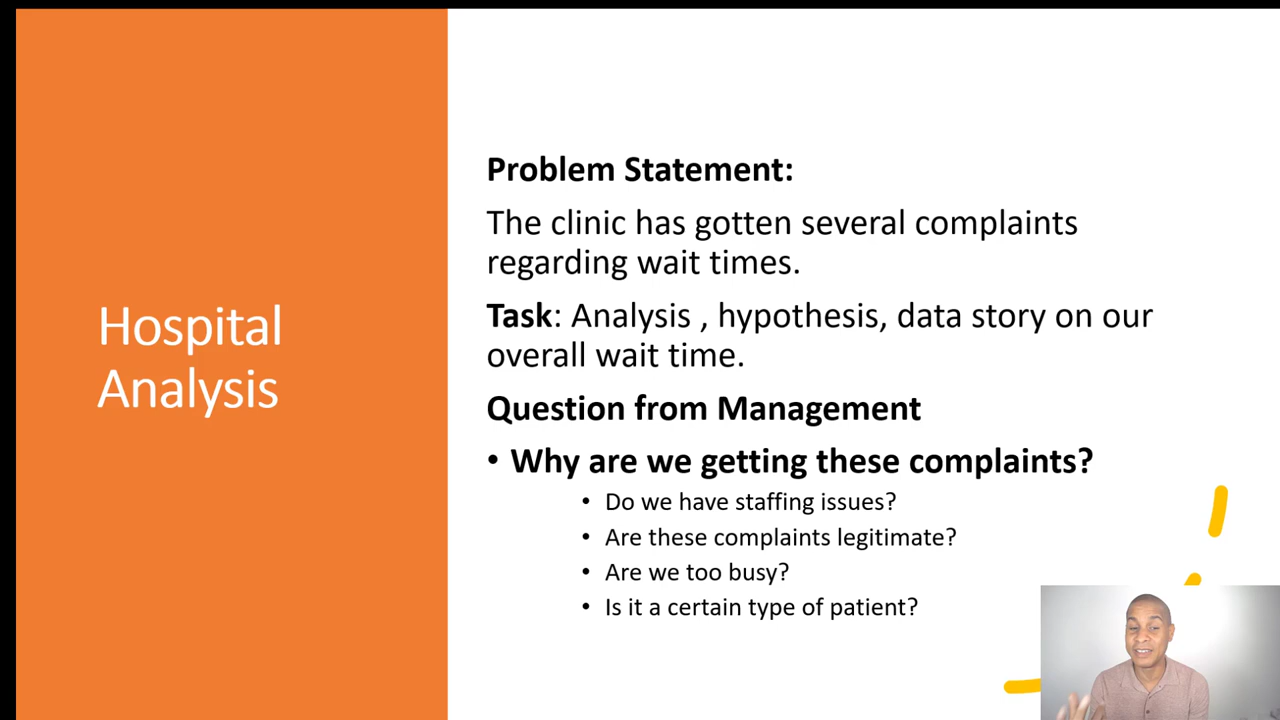 Hospital
Analysis
Problem Statement:
The clinic has gotten several complaints
regarding wait times.
Task: Analysis , hypothesis, data story on our
overall wait time.
Question from Management
• Why are we getting these complaints?
• Do we have staffing issues?
• Are these complaints legitimate?
• Are we too busy?
• Is it a certain type of patient?